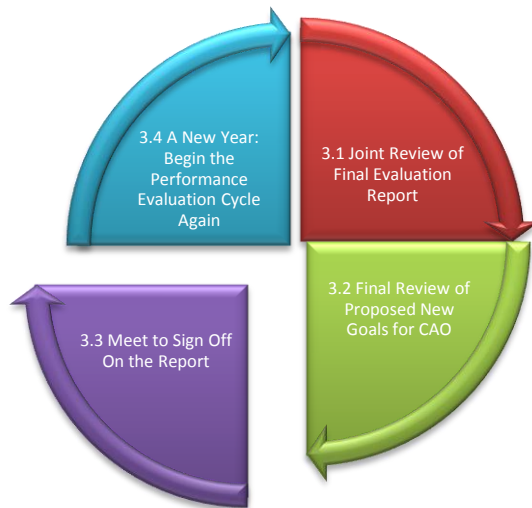 3.4 A New Year:
Begin the
Performance
Evaluation Cycle
Again
3.1 Joint Review of
Final Evaluation
Report
3.2 Final Review of
Proposed New
Goals for CAO
3.3 Meet to Sign Off
On the Report